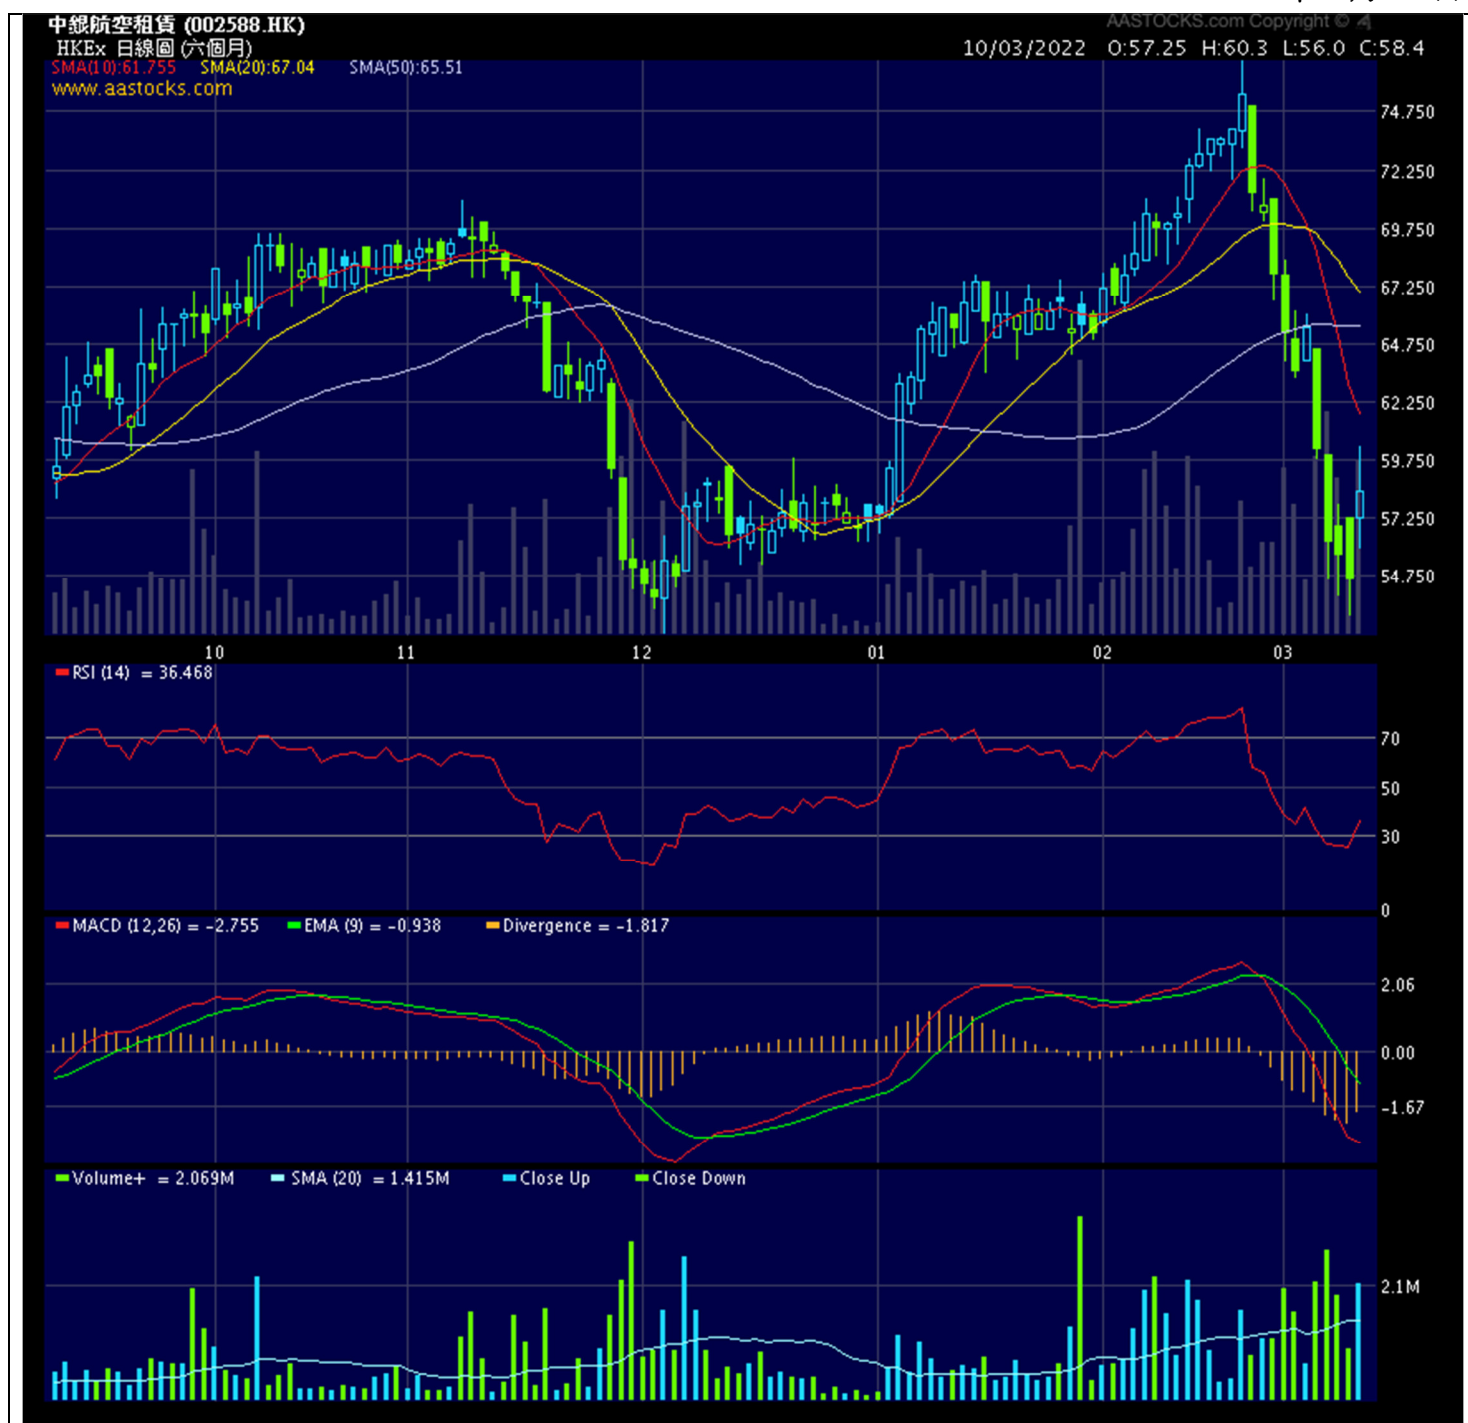 AASTOCKS.com Copyright ©
中銀航空租賃 (002588.HK)
HKEx 日線圖 (六個月)
10/03/2022 O:57.25 H:60.3 L:56.0 C:58.4
SMA(10):61.755 SMA(20):67.04 SMA(50):65.51
www.aastocks.com
74.750
72.250
69.750
67.250
64.750
62.250
59.750
57.250
54.750
10 11 12 01 02 03
RSI (14) = 36.468
70
50
30
0
MACD (12,26) = -2.755 EMA (9) = -0.938 Divergence = -1.817
2.06
0.00
-1.67
Volume+ = 2.069M SMA (20) = 1.415M Close Up Close Down
2.1M